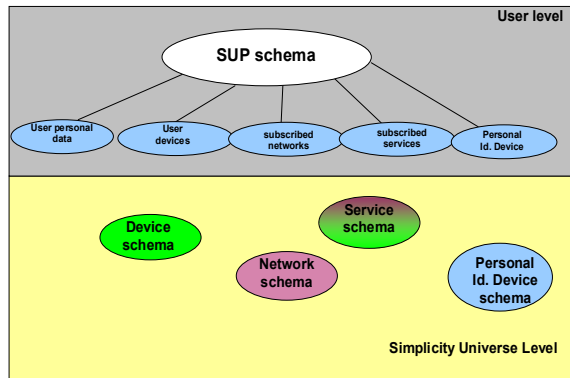 User level
SUP schema
User personal
data
User
devices
subscribed
networks
subscribed
services
Personal
Id. Device
Device
schema
Service
schema
Network
schema
Personal
Id. Device
schema
Simplicity Universe Level